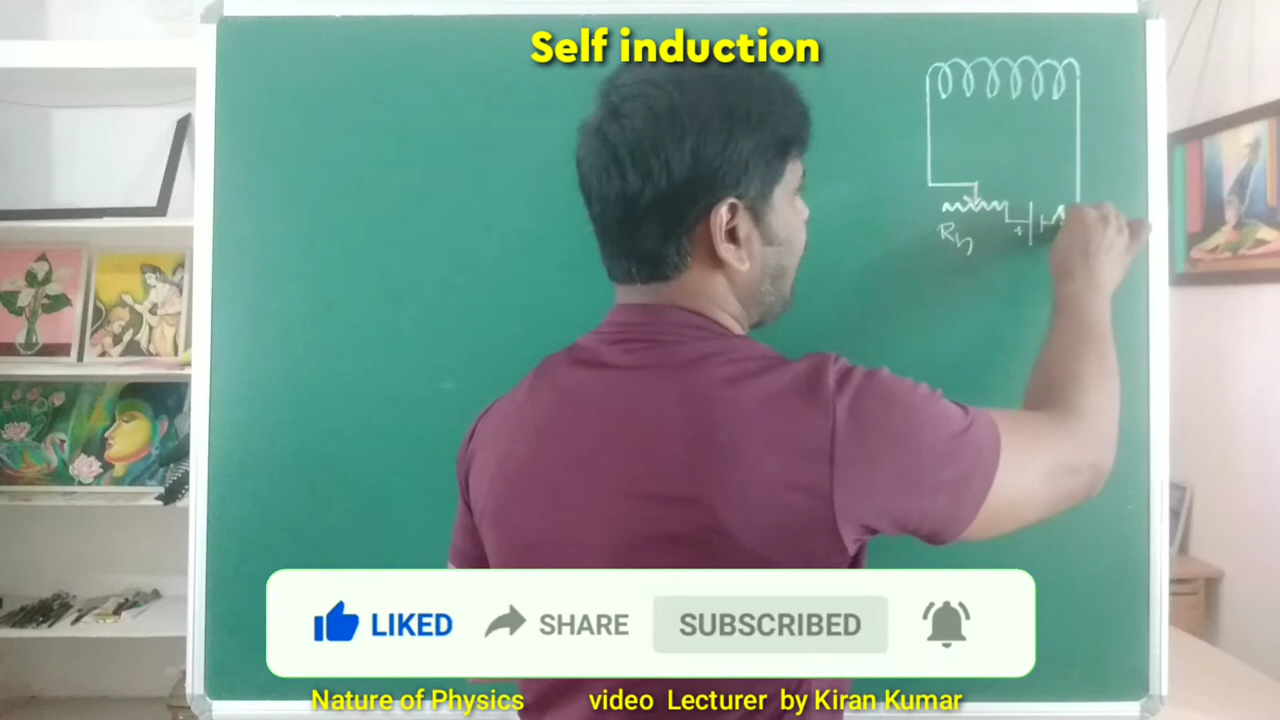 Self induction
Rh
+
LIKED SHARE SUBSCRIBED
Nature of Physics video Lecturer by Kiran Kumar